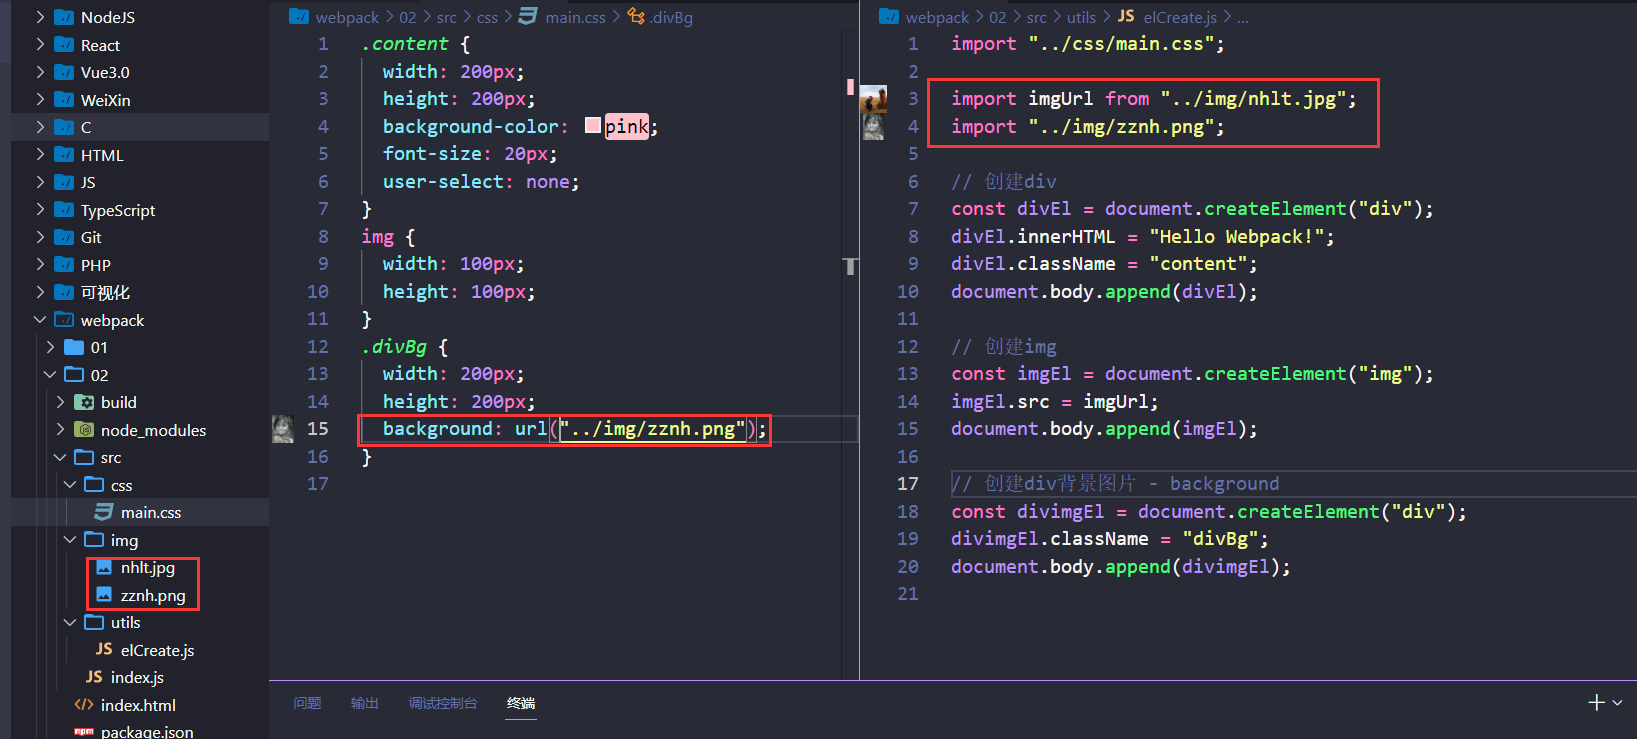 NodeJS
React
Vue3.0
WeiXin
C
HTML
JS
TypeScript
Git
PHP
可视化
webpack
01
02
build
node_modules
src
css
main.css
img
nhlt.jpg
zznh.png
utils
JS elCreate.js
JS index.js
index.html
npm package.json
webpack > 02 > src > css > main.css > .divBg
1 .content {
2 width: 200px;
3 height: 200px;
4 background-color: pink;
5 font-size: 20px;
6 user-select: none;
7 }
8 img {
9 width: 100px;
10 height: 100px;
11 }
12 .divBg {
13 width: 200px;
14 height: 200px;
15 background: url("../img/zznh.png");
16 }
17
webpack > 02 > src > utils > JS elCreate.js > ...
1 import "../css/main.css";
2
3 import imgUrl from "../img/nhlt.jpg";
4 import "../img/zznh.png";
5
6 // 创建div
7 const divEl = document.createElement("div");
8 divEl.innerHTML = "Hello Webpack!";
9 divEl.className = "content";
10 document.body.append(divEl);
11
12 // 创建img
13 const imgEl = document.createElement("img");
14 imgEl.src = imgUrl;
15 document.body.append(imgEl);
16
17 // 创建div背景图片 - background
18 const divimgEl = document.createElement("div");
19 divimgEl.className = "divBg";
20 document.body.append(divimgEl);
21
问题 输出 调试控制台 终端